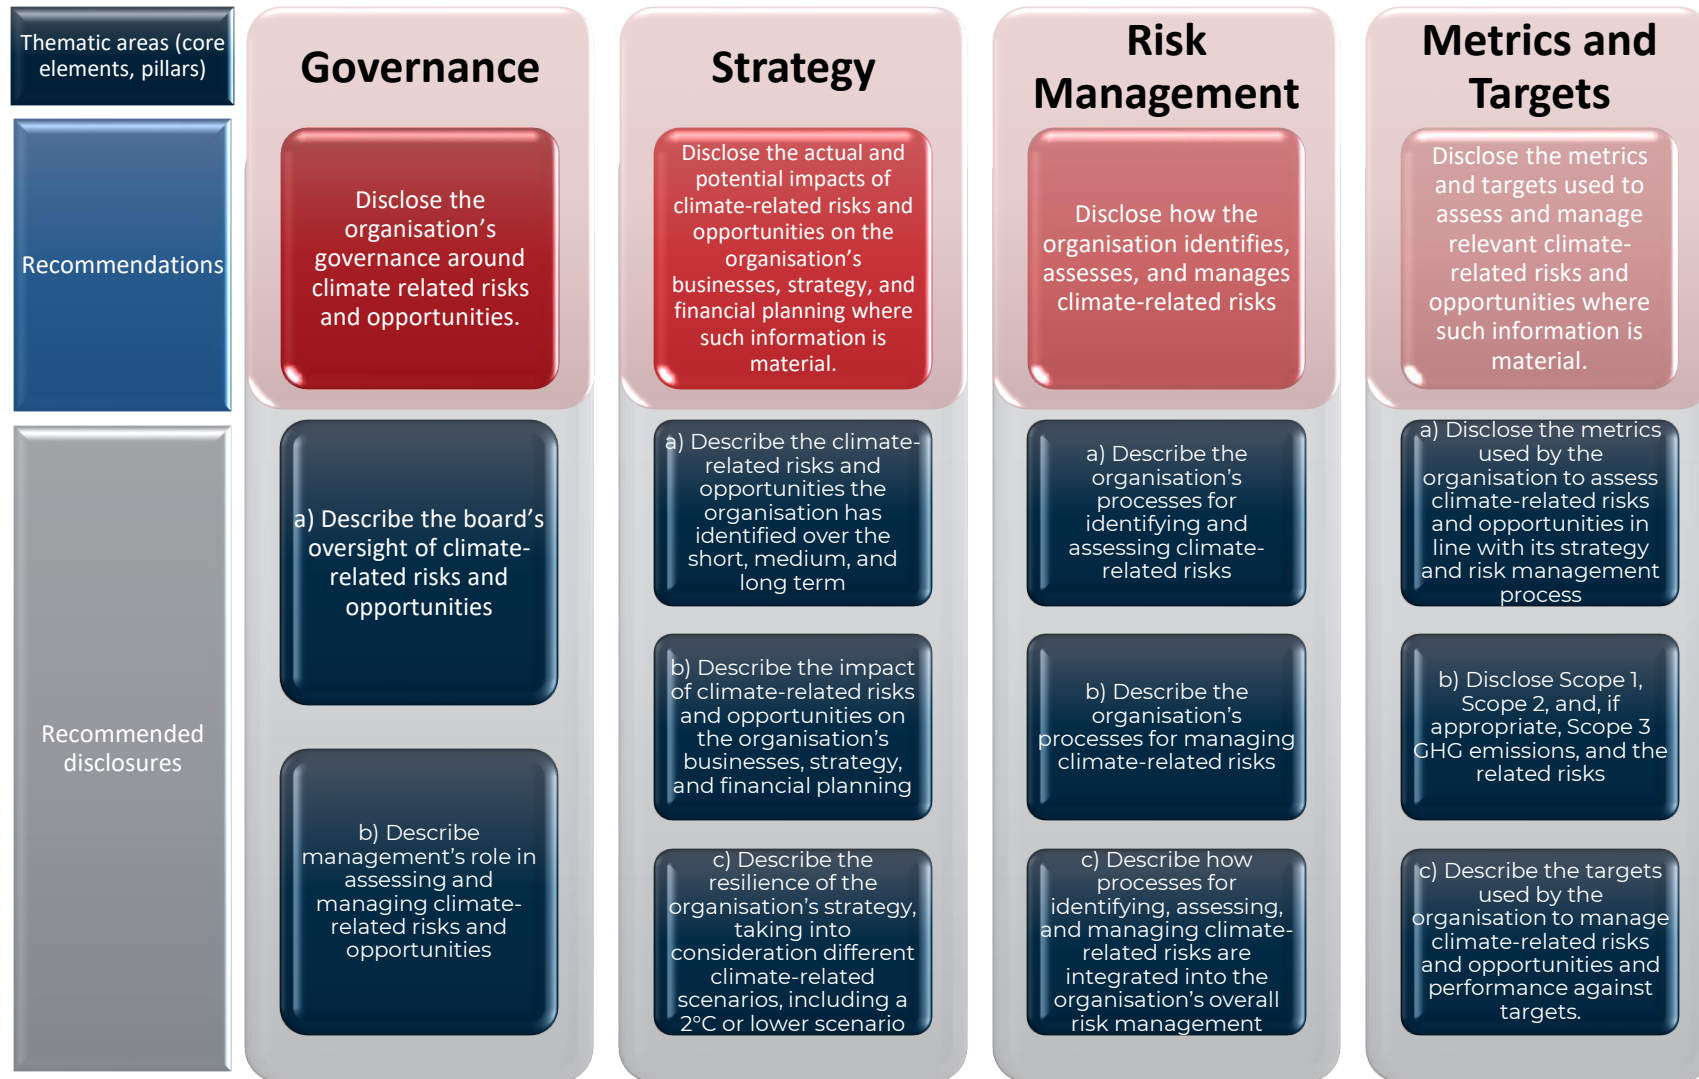 Thematic areas (core
elements, pillars)
Governance
Strategy
Risk
Management
Metrics and
Targets
Recommendations
Disclose the
organisation’s
governance around
climate related risks
and opportunities.
Disclose the actual and
potential impacts of
climate-related risks and
opportunities on the
organisation’s
businesses, strategy, and
financial planning where
such information is
material.
Disclose how the
organisation identifies,
assesses, and manages
climate-related risks
Disclose the metrics
and targets used to
assess and manage
relevant climate-
related risks and
opportunities where
such information is
material.
Recommended
disclosures
a) Describe the board’s
oversight of climate-
related risks and
opportunities
b) Describe
management’s role in
assessing and
managing climate-
related risks and
opportunities
a) Describe the climate-
related risks and
opportunities the
organisation has
identified over the
short, medium, and
long term
b) Describe the impact
of climate-related risks
and opportunities on
the organisation’s
businesses, strategy,
and financial planning
c) Describe the
resilience of the
organisation’s strategy,
taking into
consideration different
climate-related
scenarios, including a
2°C or lower scenario
a) Describe the
organisation’s
processes for
identifying and
assessing climate-
related risks
b) Describe the
organisation’s
processes for managing
climate-related risks
c) Describe how
processes for
identifying, assessing,
and managing climate-
related risks are
integrated into the
organisation’s overall
risk management
a) Disclose the metrics
used by the
organisation to assess
climate-related risks
and opportunities in
line with its strategy
and risk management
process
b) Disclose Scope 1,
Scope 2, and, if
appropriate, Scope 3
GHG emissions, and the
related risks
c) Describe the targets
used by the
organisation to manage
climate-related risks
and opportunities and
performance against
targets.